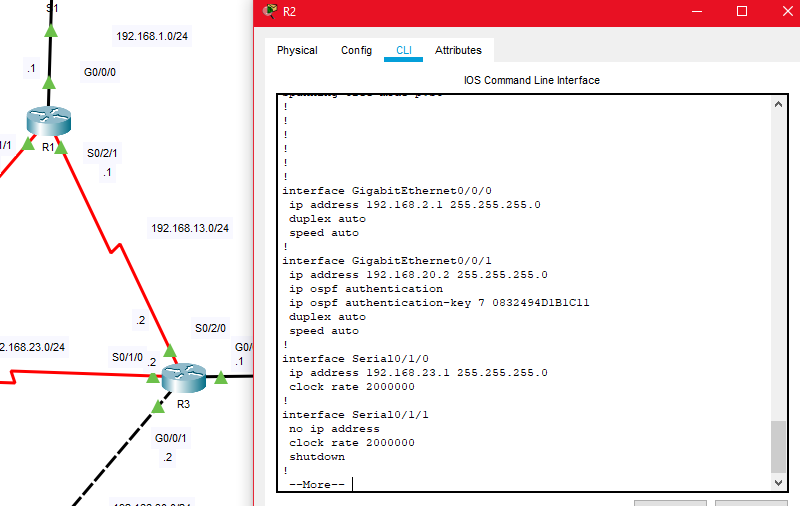 S1
192.168.1.0/24
.1
G0/0/0
1/1
R1
S0/2/1
.1
192.168.13.0/24
.2
S0/2/0
2.168.23.0/24
S0/1/0
.2
G0/
.1
R3
G0/0/1
.2
R2
Physical
Config
CLI
Attributes
IOS Command Line Interface
!
!
!
!
!
!
interface GigabitEthernet0/0/0
ip address 192.168.2.1 255.255.255.0
duplex auto
speed auto
!
interface GigabitEthernet0/0/1
ip address 192.168.20.2 255.255.255.0
ip ospf authentication
ip ospf authentication-key 7 0832494D1B1C11
duplex auto
speed auto
!
interface Serial0/1/0
ip address 192.168.23.1 255.255.255.0
clock rate 2000000
!
interface Serial0/1/1
no ip address
clock rate 2000000
shutdown
!
--More--